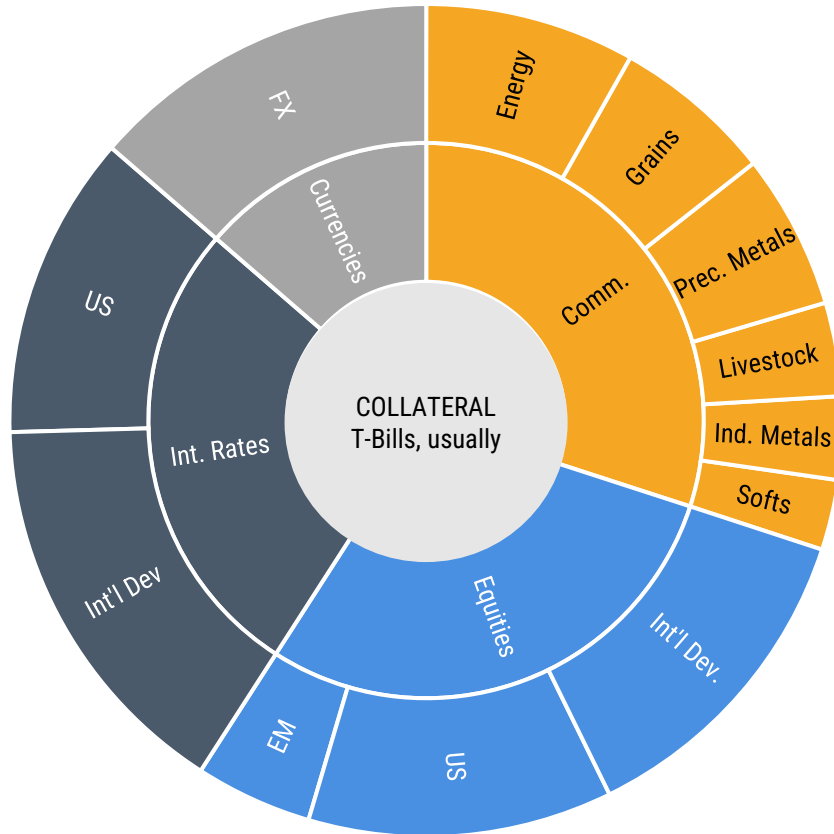 COLLATERAL
T-Bills, usually
Comm.
Energy
Grains
Prec. Metals
Livestock
Ind. Metals
Softs
Equities
Int'l Dev.
US
EM
Int. Rates
Int'l Dev
US
Currencies
FX